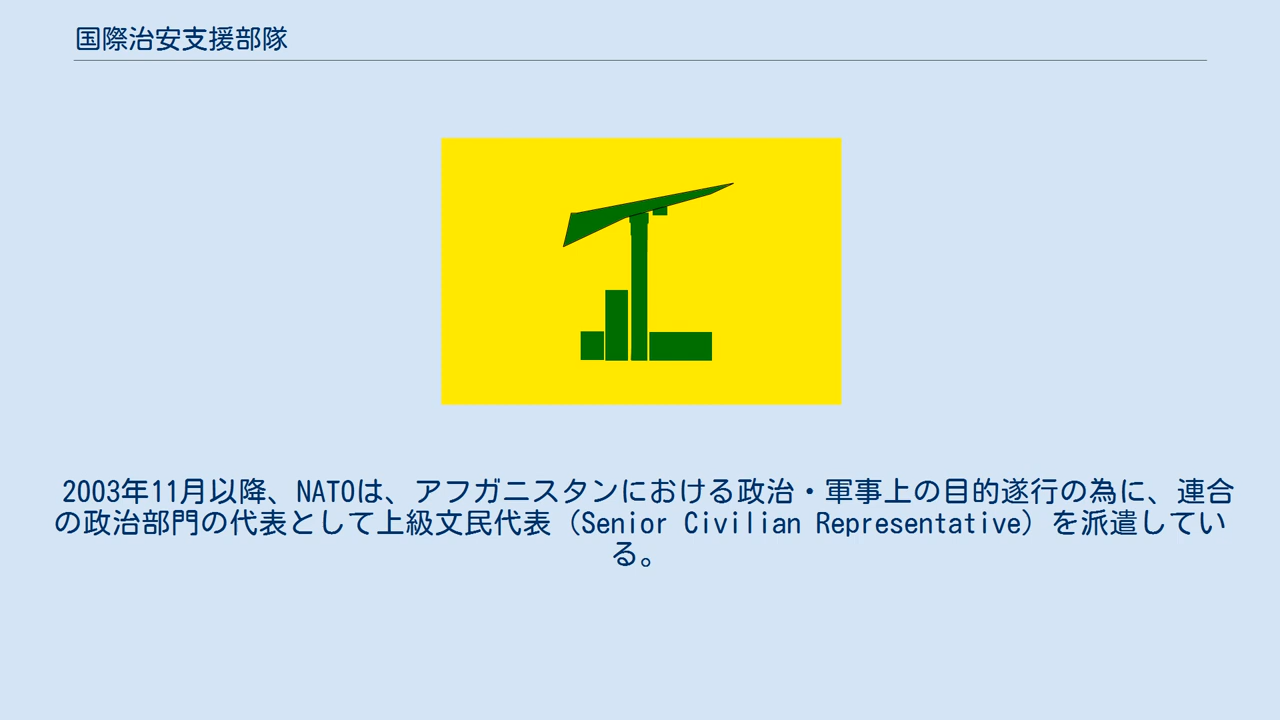 国際治安支援部隊
2003年11月以降、NATOは、アフガニスタンにおける政治・軍事上の目的遂行の為に、連合
の政治部門の代表として上級文民代表（Senior Civilian Representative）を派遣してい
る。